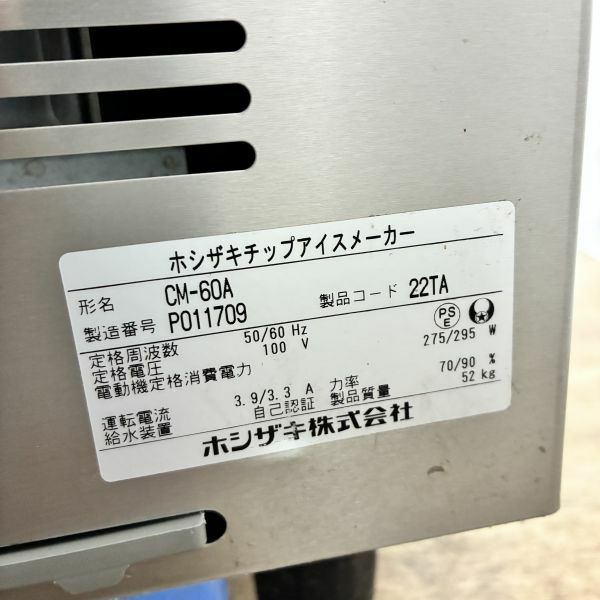 ホシザキチップアイスメーカー
形名 CM-60A 製品コード 22TA
製造番号 P011709 PSE
定格周波数 50/60 Hz
定格電圧 100 V
電動機定格消費電力 275/295 W
運転電流 3.9/3.3 A 力率 70/90 %
給水装置 自己認証 製品質量 52 kg
ホシザキ株式会社